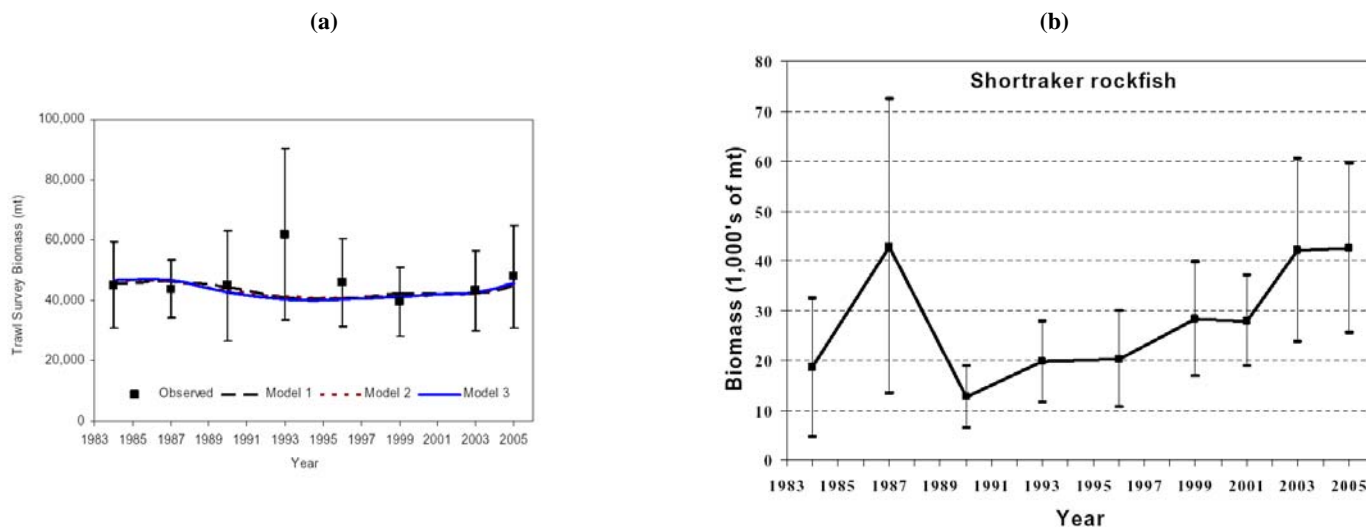 (a)
100,000
80,000
60,000
40,000
20,000
0
Trawl Survey Biomass (mt)
Observed Model 1 Model 2 Model 3
1983 1985 1987 1989 1991 1993 1995 1997 1999 2001 2003 2005
Year
(b)
Shortraker rockfish
80
70
60
50
40
30
20
10
0
Biomass (1,000's of mt)
1983 1985 1987 1989 1991 1993 1995 1997 1999 2001 2003 2005
Year